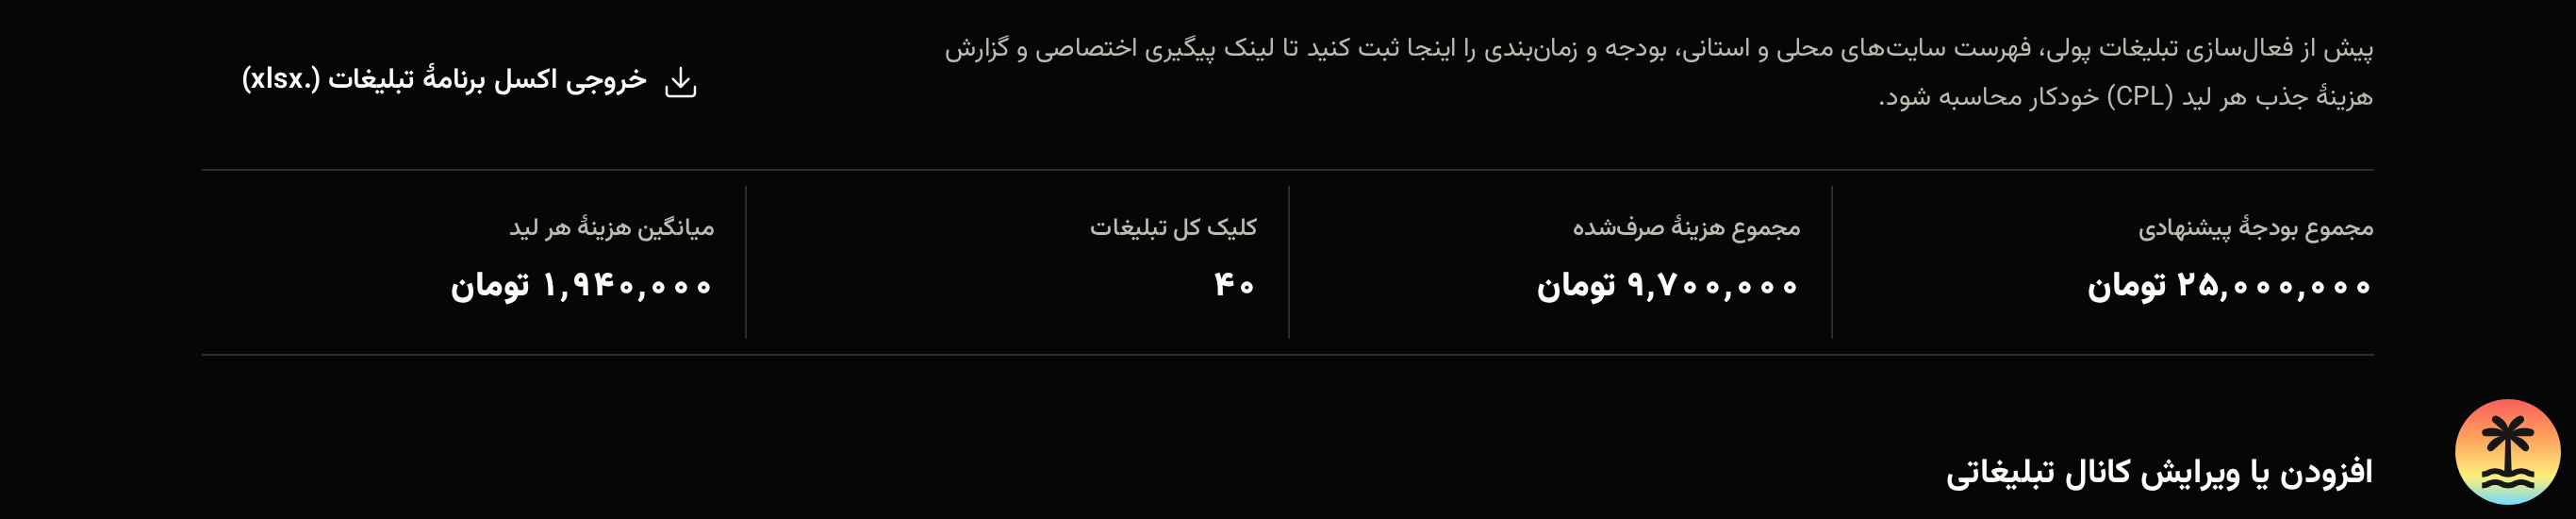 پیش از فعال‌سازی تبلیغات پولی، فهرست سایت‌های محلی و استانی، بودجه و زمان‌بندی را اینجا ثبت کنید تا لینک پیگیری اختصاصی و گزارش
هزینهٔ جذب هر لید (CPL) خودکار محاسبه شود.
خروجی اکسل برنامهٔ تبلیغات (.xlsx)
مجموع بودجهٔ پیشنهادی
۲۵,۰۰۰,۰۰۰ تومان
مجموع هزینهٔ صرف‌شده
۹,۷۰۰,۰۰۰ تومان
کلیک کل تبلیغات
۴۰
میانگین هزینهٔ هر لید
۱,۹۴۰,۰۰۰ تومان
افزودن یا ویرایش کانال تبلیغاتی